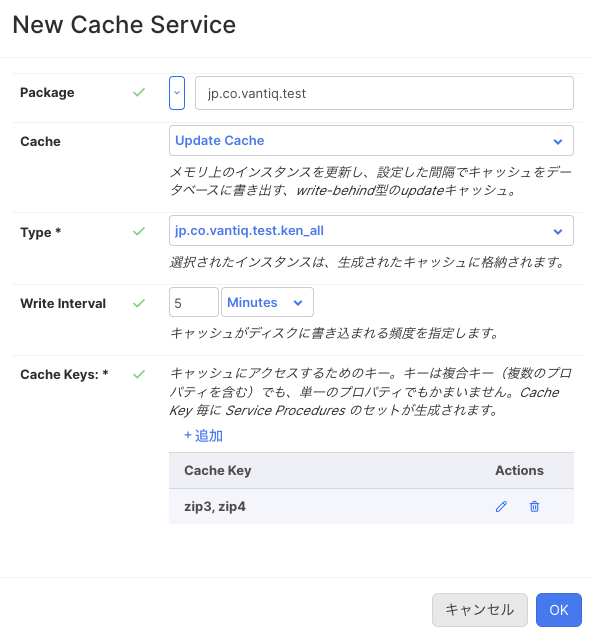 New Cache Service
Package
jp.co.vantiq.test
Cache
Update Cache
メモリ上のインスタンスを更新し、設定した間隔でキャッシュをデー
タベースに書き出す、write-behind型のupdateキャッシュ。
Type *
jp.co.vantiq.test.ken_all
選択されたインスタンスは、生成されたキャッシュに格納されます。
Write Interval
5
Minutes
キャッシュがディスクに書き込まれる頻度を指定します。
Cache Keys: *
キャッシュにアクセスするためのキー。キーは複合キー（複数のプロ
パティを含む）でも、単一のプロパティでもかまいません。Cache
Key 毎に Service Procedures のセットが生成されます。
+ 追加
Cache Key
Actions
zip3, zip4
キャンセル
OK